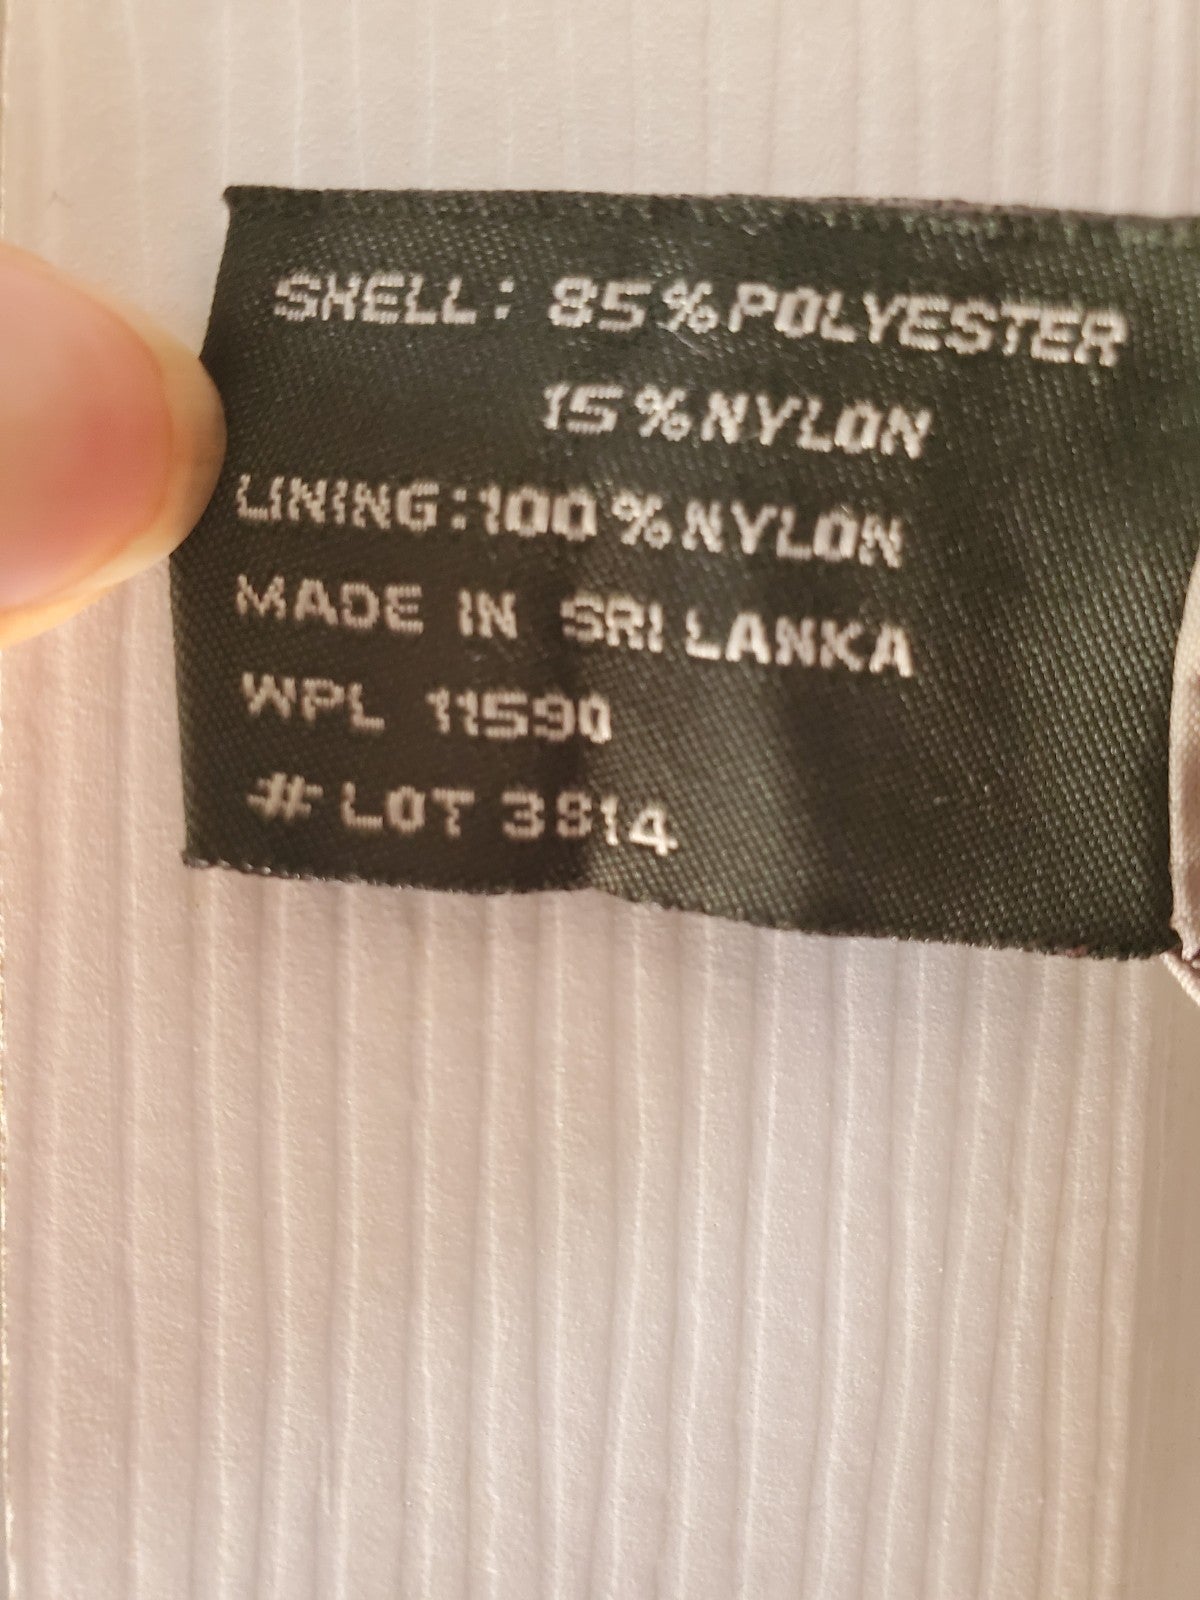 SHELL: 85%POLYESTER
15%NYLON
LINING:100%NYLON
MADE IN SRI LANKA
WPL 11590
#LOT 3814